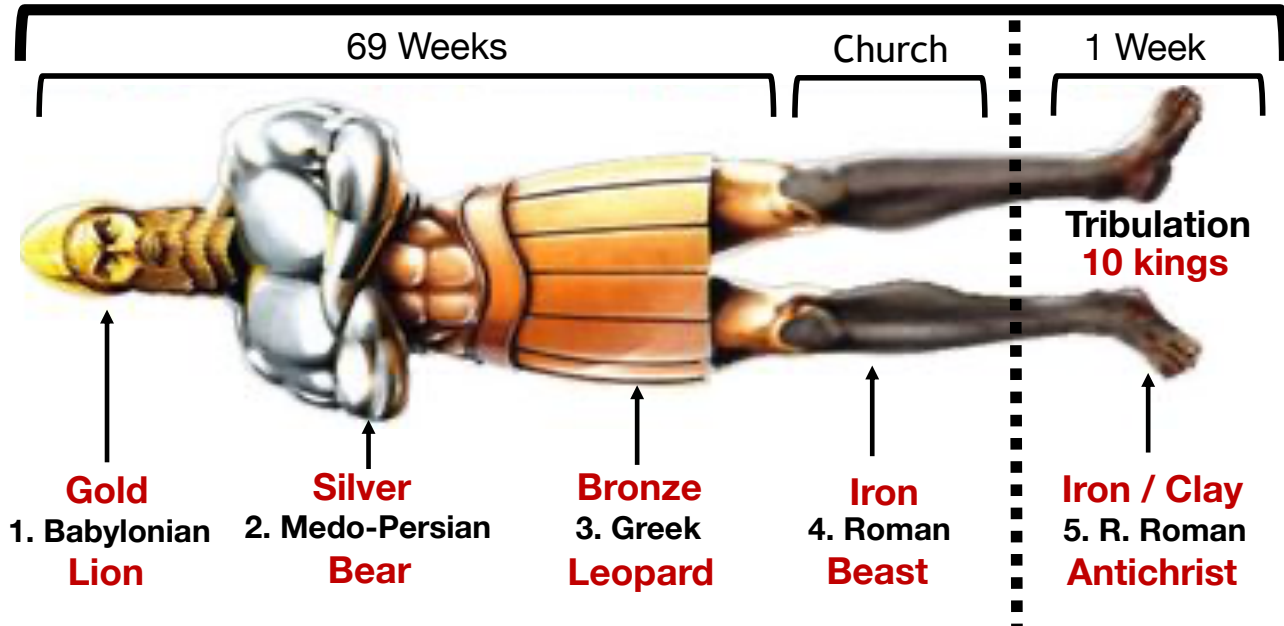 69 Weeks
Church
1 Week
Tribulation
10 kings
Gold
1. Babylonian
Lion
Silver
2. Medo-Persian
Bear
Bronze
3. Greek
Leopard
Iron
4. Roman
Beast
Iron / Clay
5. R. Roman
Antichrist